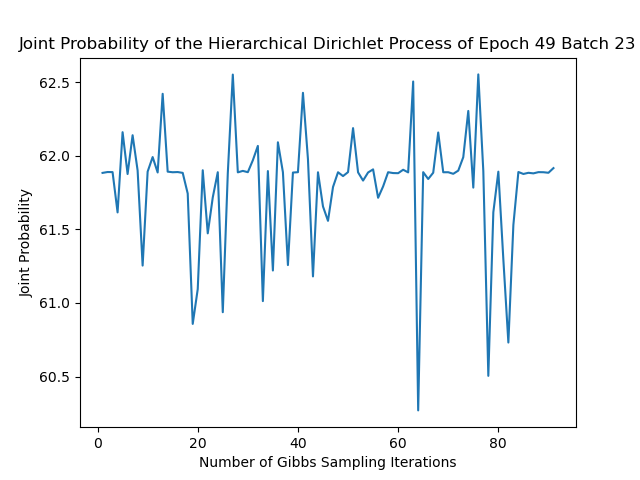 Joint Probability of the Hierarchical Dirichlet Process of Epoch 49 Batch 23
62.5
62.0
61.5
61.0
60.5
Joint Probability
0 20 40 60 80
Number of Gibbs Sampling Iterations